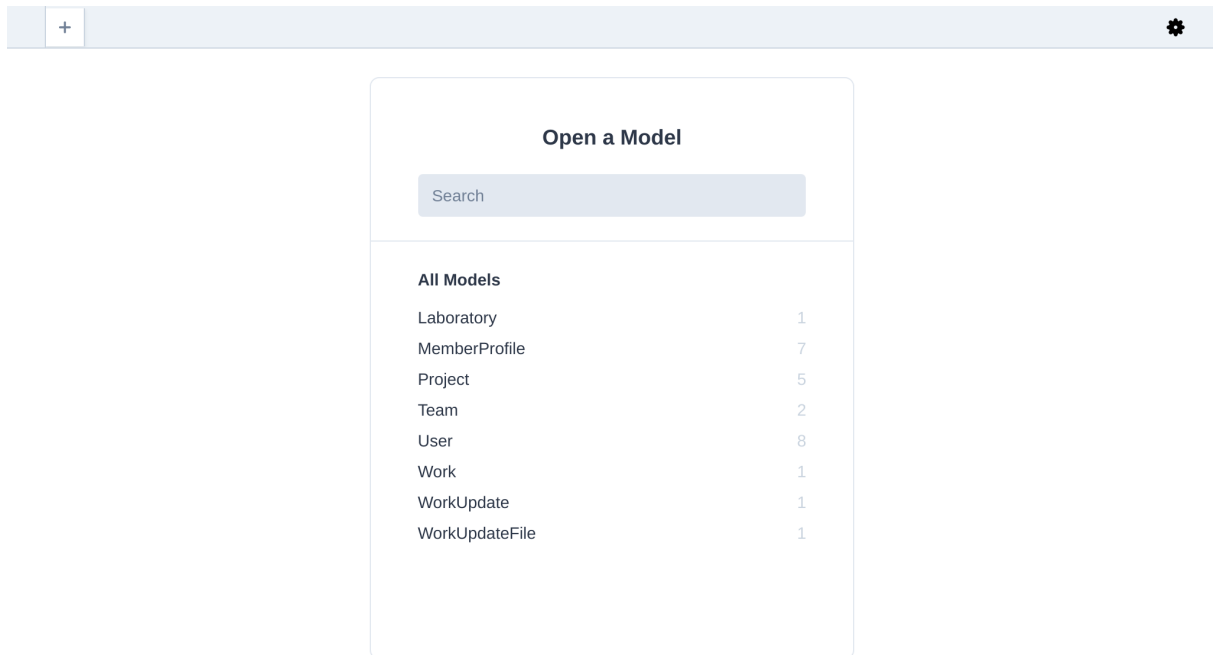 +
Open a Model
Search
All Models
Laboratory 1
MemberProfile 7
Project 5
Team 2
User 8
Work 1
WorkUpdate 1
WorkUpdateFile 1